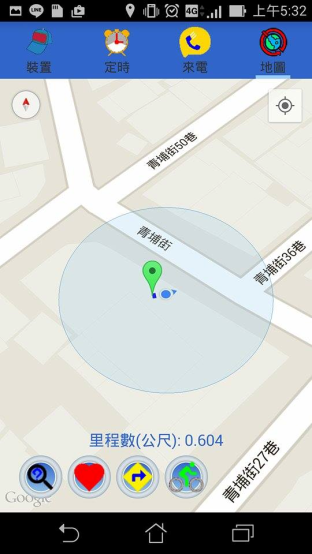 LINE
4G
上午5:32
裝置
定時
來電
地圖
青埔街50巷
青埔街
青埔街36巷
里程數(公尺): 0.604
青埔街27巷
Google